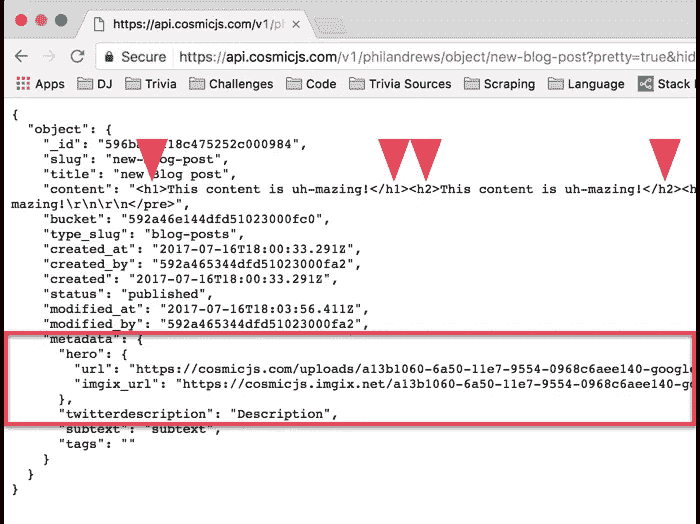 https://api.cosmicjs.com/v1/ph
Secure https://api.cosmicjs.com/v1/philandrews/object/new-blog-post?pretty=true&hid
Apps DJ Trivia Challenges Code Trivia Sources Scraping Language Stack
{
"object": {
"_id": "596b 18c475252c000984",
"slug": "new-blog-post",
"title": "new Blog post",
"content": "<h1>This content is uh-mazing!</h1><h2>This content is uh-mazing!</h2><h
mazing!\r\n\r\n</pre>",
"bucket": "592a46e144dfd51023000fc0",
"type_slug": "blog-posts",
"created_at": "2017-07-16T18:00:33.291Z",
"created_by": "592a465344dfd51023000fa2",
"created": "2017-07-16T18:00:33.291Z",
"status": "published",
"modified_at": "2017-07-16T18:03:56.411Z",
"modified_by": "592a465344dfd51023000fa2",
"metadata": {
"hero": {
"url": "https://cosmicjs.com/uploads/a13b1060-6a50-11e7-9554-0968c6aee140-google
"imgix_url": "https://cosmicjs.imgix.net/a13b1060-6a50-11e7-9554-0968c6aee140-go
},
"twitterdescription": "Description",
"subtext": "subtext",
"tags": ""
}
}
}